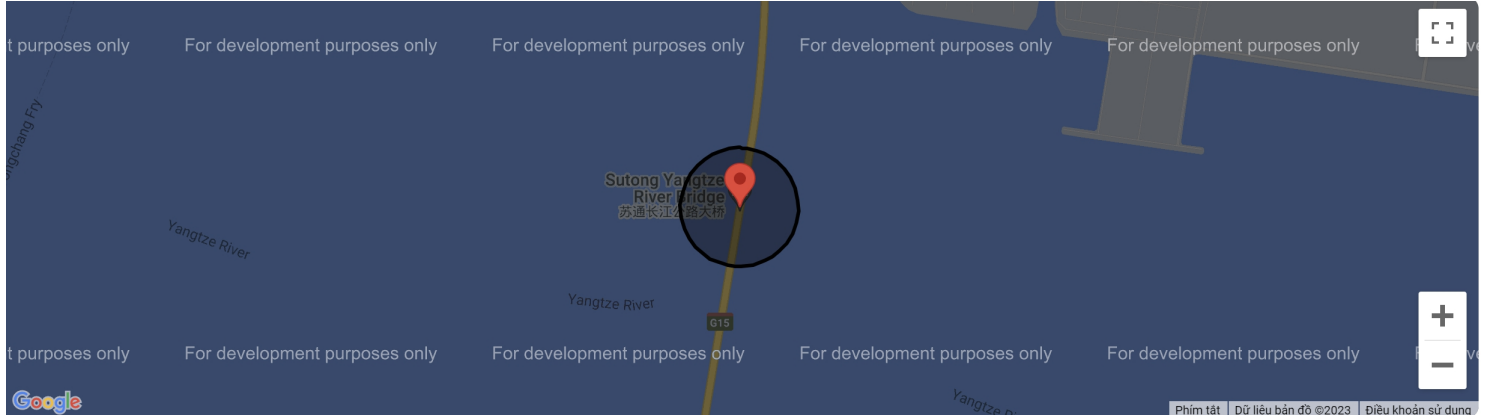 t purposes only
For development purposes only
For development purposes only
For development purposes only
For development purposes only
ongchang Fry
Sutong Yangtze
River Bridge
苏通长江公路大桥
Yangtze River
Yangtze River
G15
t purposes only
For development purposes only
For development purposes only
For development purposes only
For development purposes only
Yangtze
Google
Phím tắt
Dữ liệu bản đồ ©2023
Điều khoản sử dụng